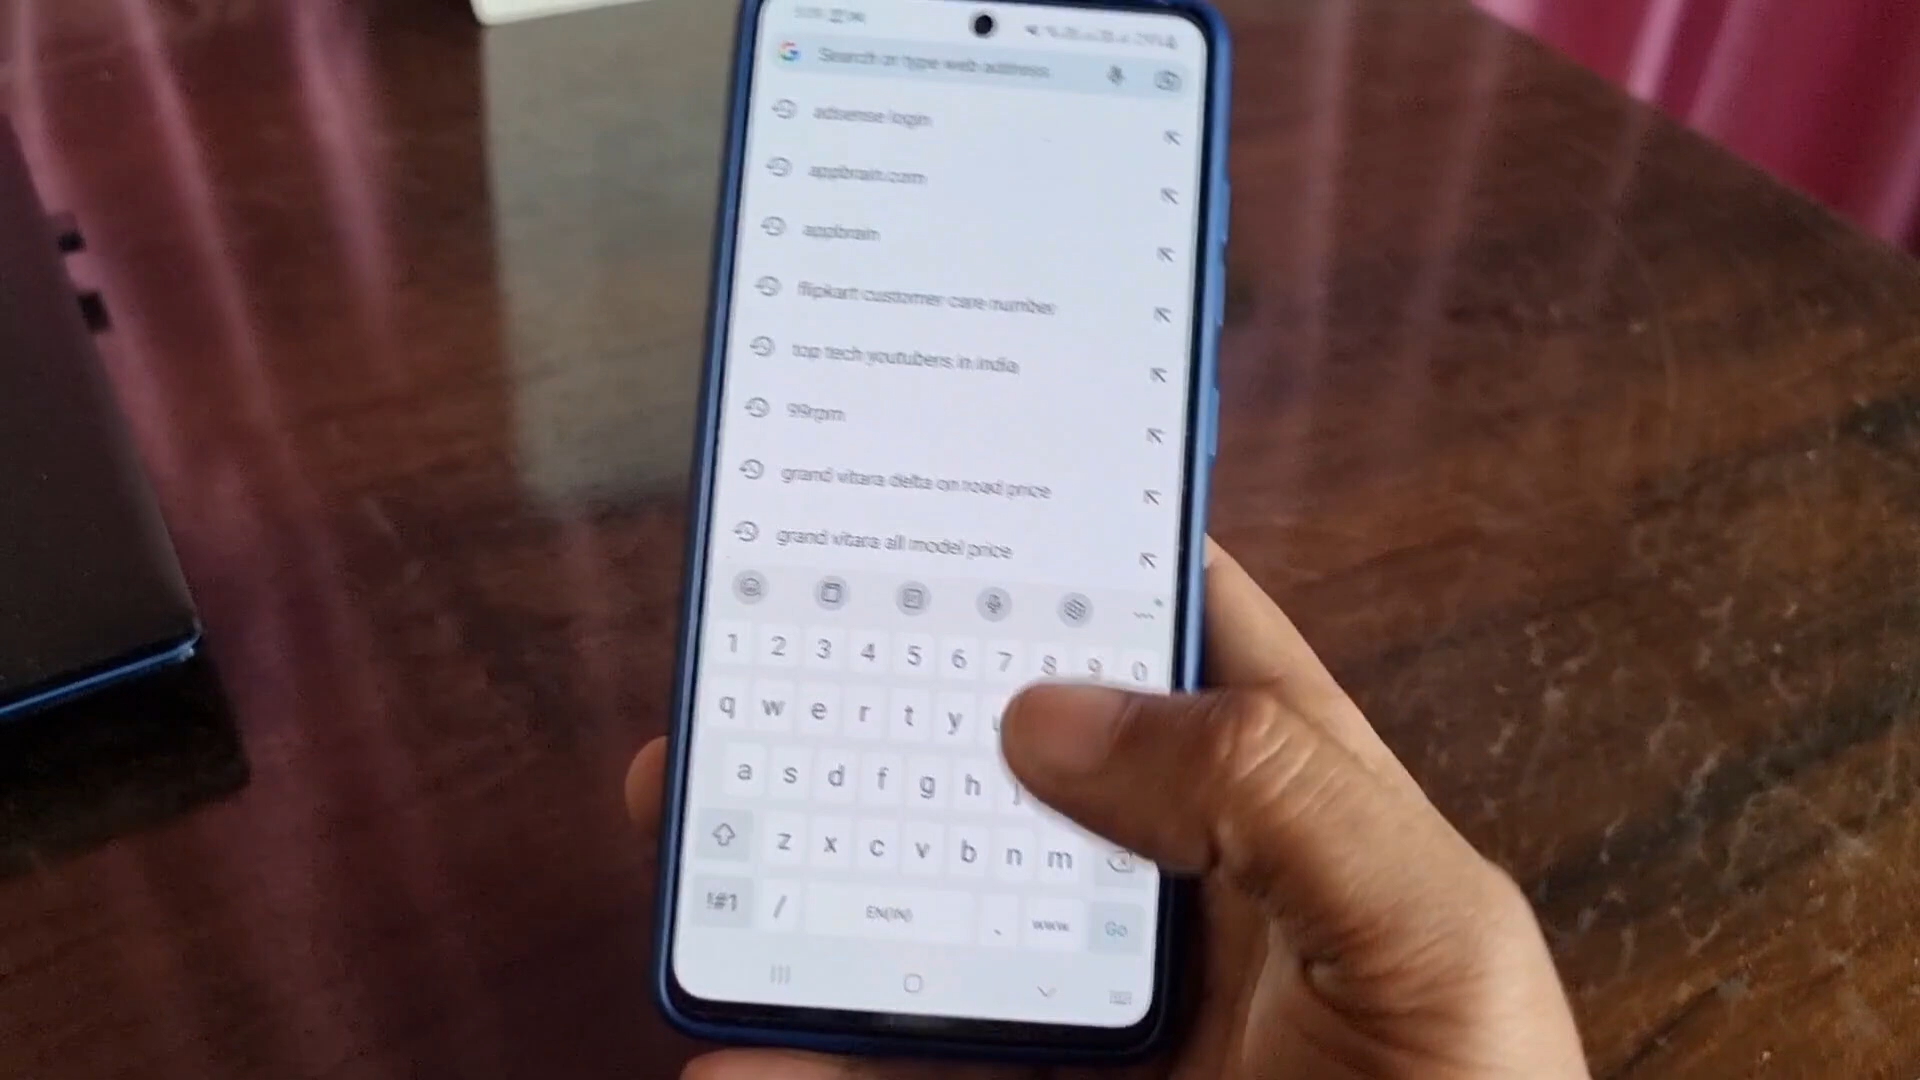 Search or type web address
adsense login
appbrain.com
appbrain
flipkart customer care number
top tech youtubers in india
99rpm
grand vitara delta on road price
grand vitara all model price
1 2 3 4 5 6 7 8 9 0
q w e r t y
a s d f g h j
z x c v b n m
!#1 / EN(IN) . www Go